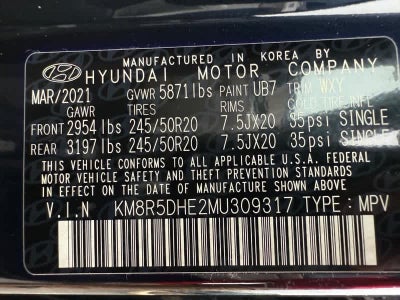 MANUFACTURED IN KOREA BY
HYUNDAI MOTOR COMPANY
MAR/2021 GVWR 5871lbs PAINT UB7 TRIM WXY
GAWR TIRES RIMS COLD TIRE INFL
FRONT 2954 lbs 245/50R20 7.5JX20 35psi SINGLE
REAR 3197 lbs 245/50R20 7.5JX20 35psi SINGLE
THIS VEHICLE CONFORMS TO ALL APPLICABLE U.S.A FEDERAL MOTOR
VEHICLE SAFETY AND THEFT PREVENTION STANDARDS IN EFFECT ON
THE DATE OF MANUFACTURE SHOWN ABOVE.
V.I.N KM8R5DHE2MU309317 TYPE : MPV